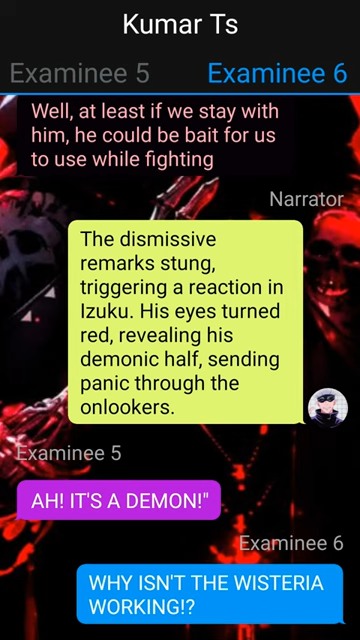 Kumar Ts
Examinee 5
Examinee 6
Well, at least if we stay with
him, he could be bait for us
to use while fighting
Narrator
The dismissive
remarks stung,
triggering a reaction in
Izuku. His eyes turned
red, revealing his
demonic half, sending
panic through the
onlookers.
Examinee 5
AH! IT'S A DEMON!"
Examinee 6
WHY ISN'T THE WISTERIA
WORKING!?